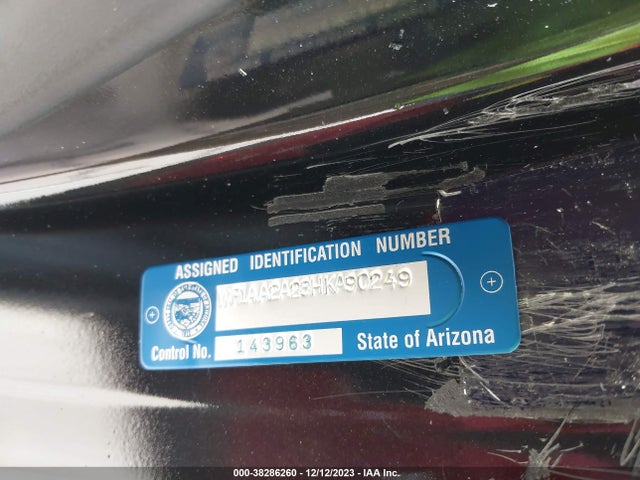 ASSIGNED IDENTIFICATION NUMBER
WP1AA2A23HKA90249
Control No. 143963 State of Arizona
000-38286260 - 12/12/2023 - IAA Inc.